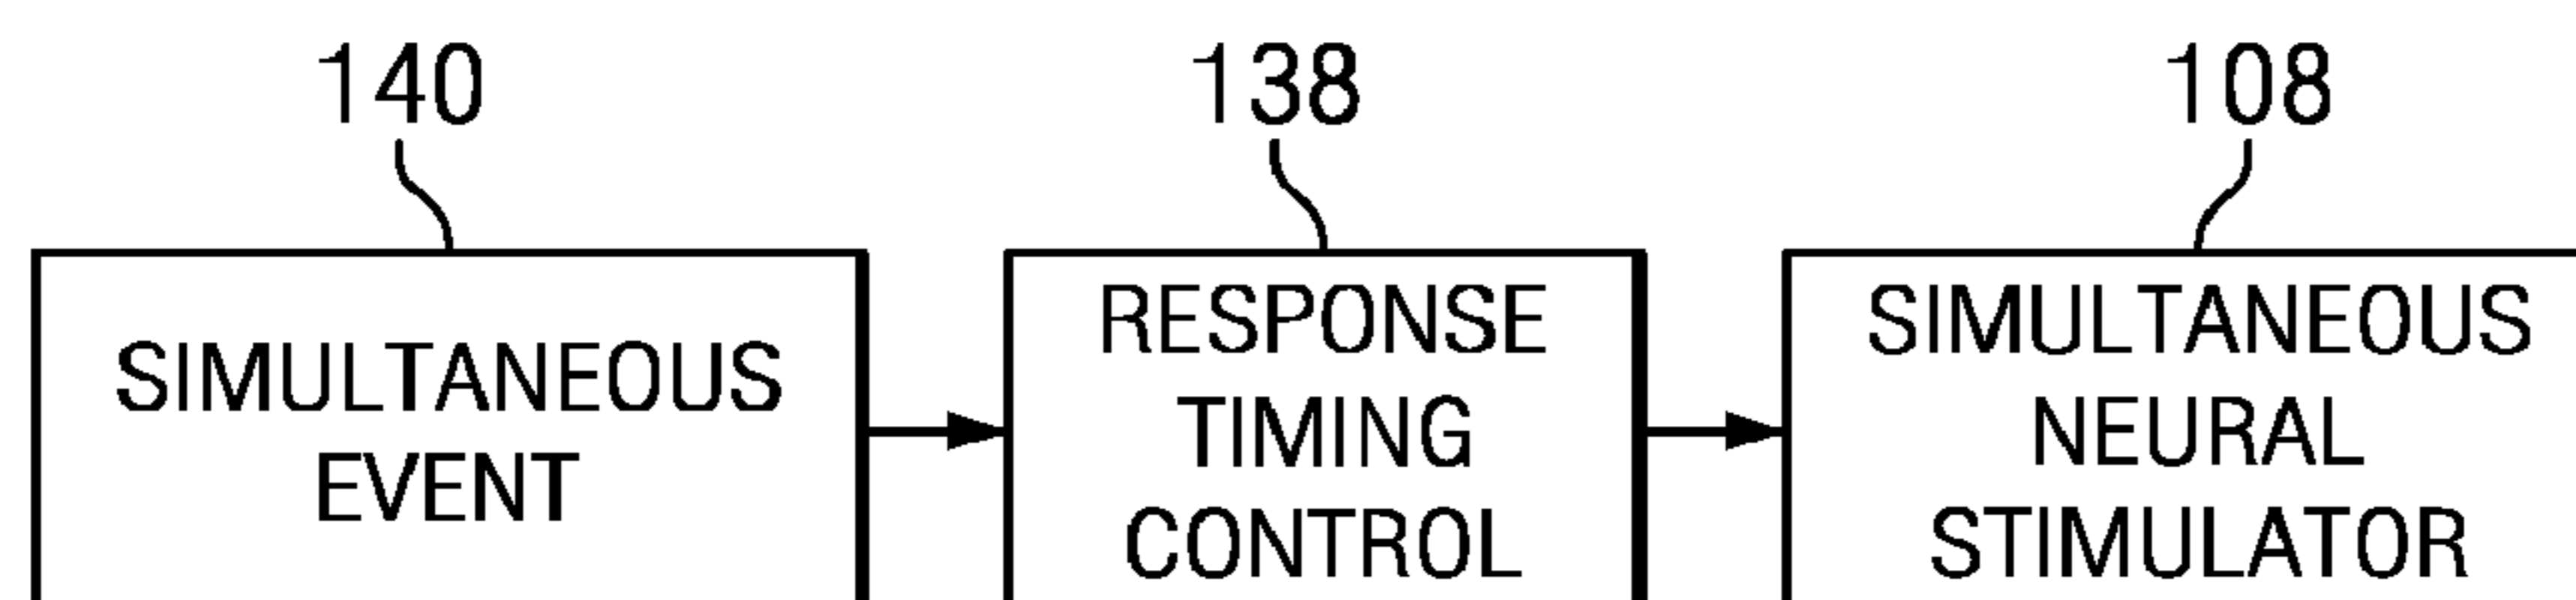 140
138
108
SIMULTANEOUS
EVENT
RESPONSE
TIMING
CONTROL
SIMULTANEOUS
NEURAL
STIMULATOR